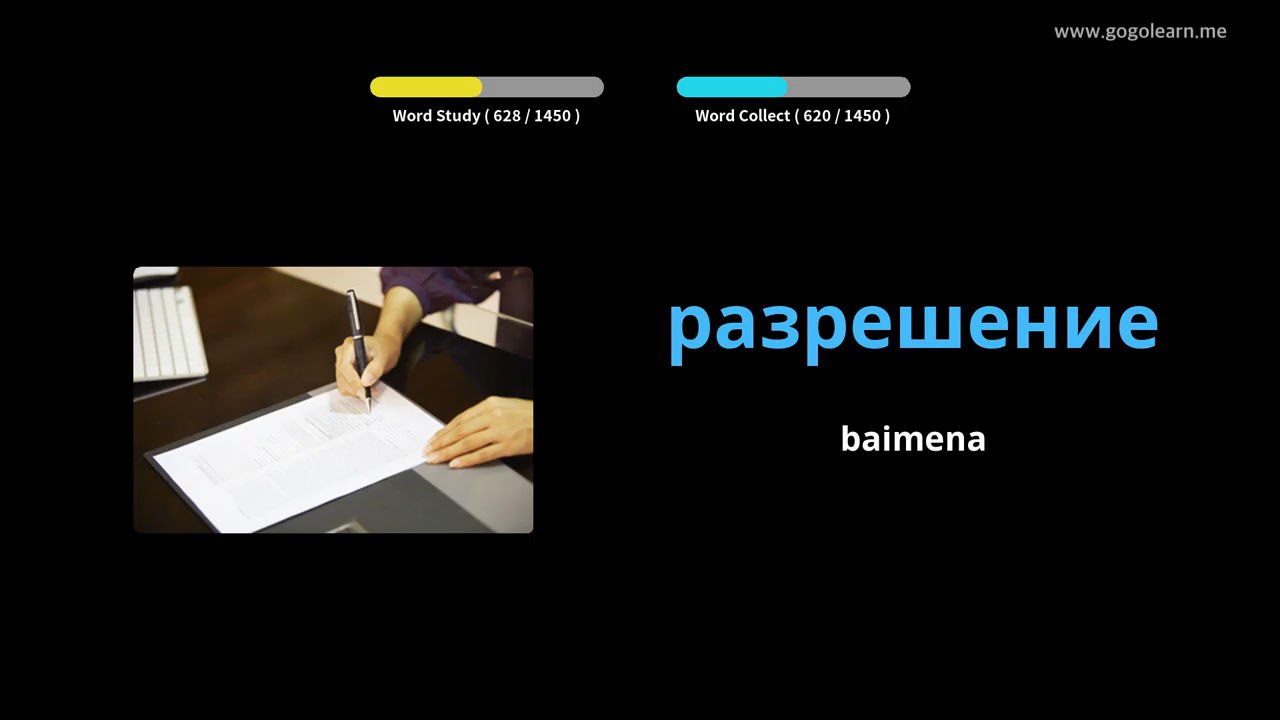 www.gogolearn.me
Word Study ( 628 / 1450 )
Word Collect ( 620 / 1450 )
разрешение
baimena